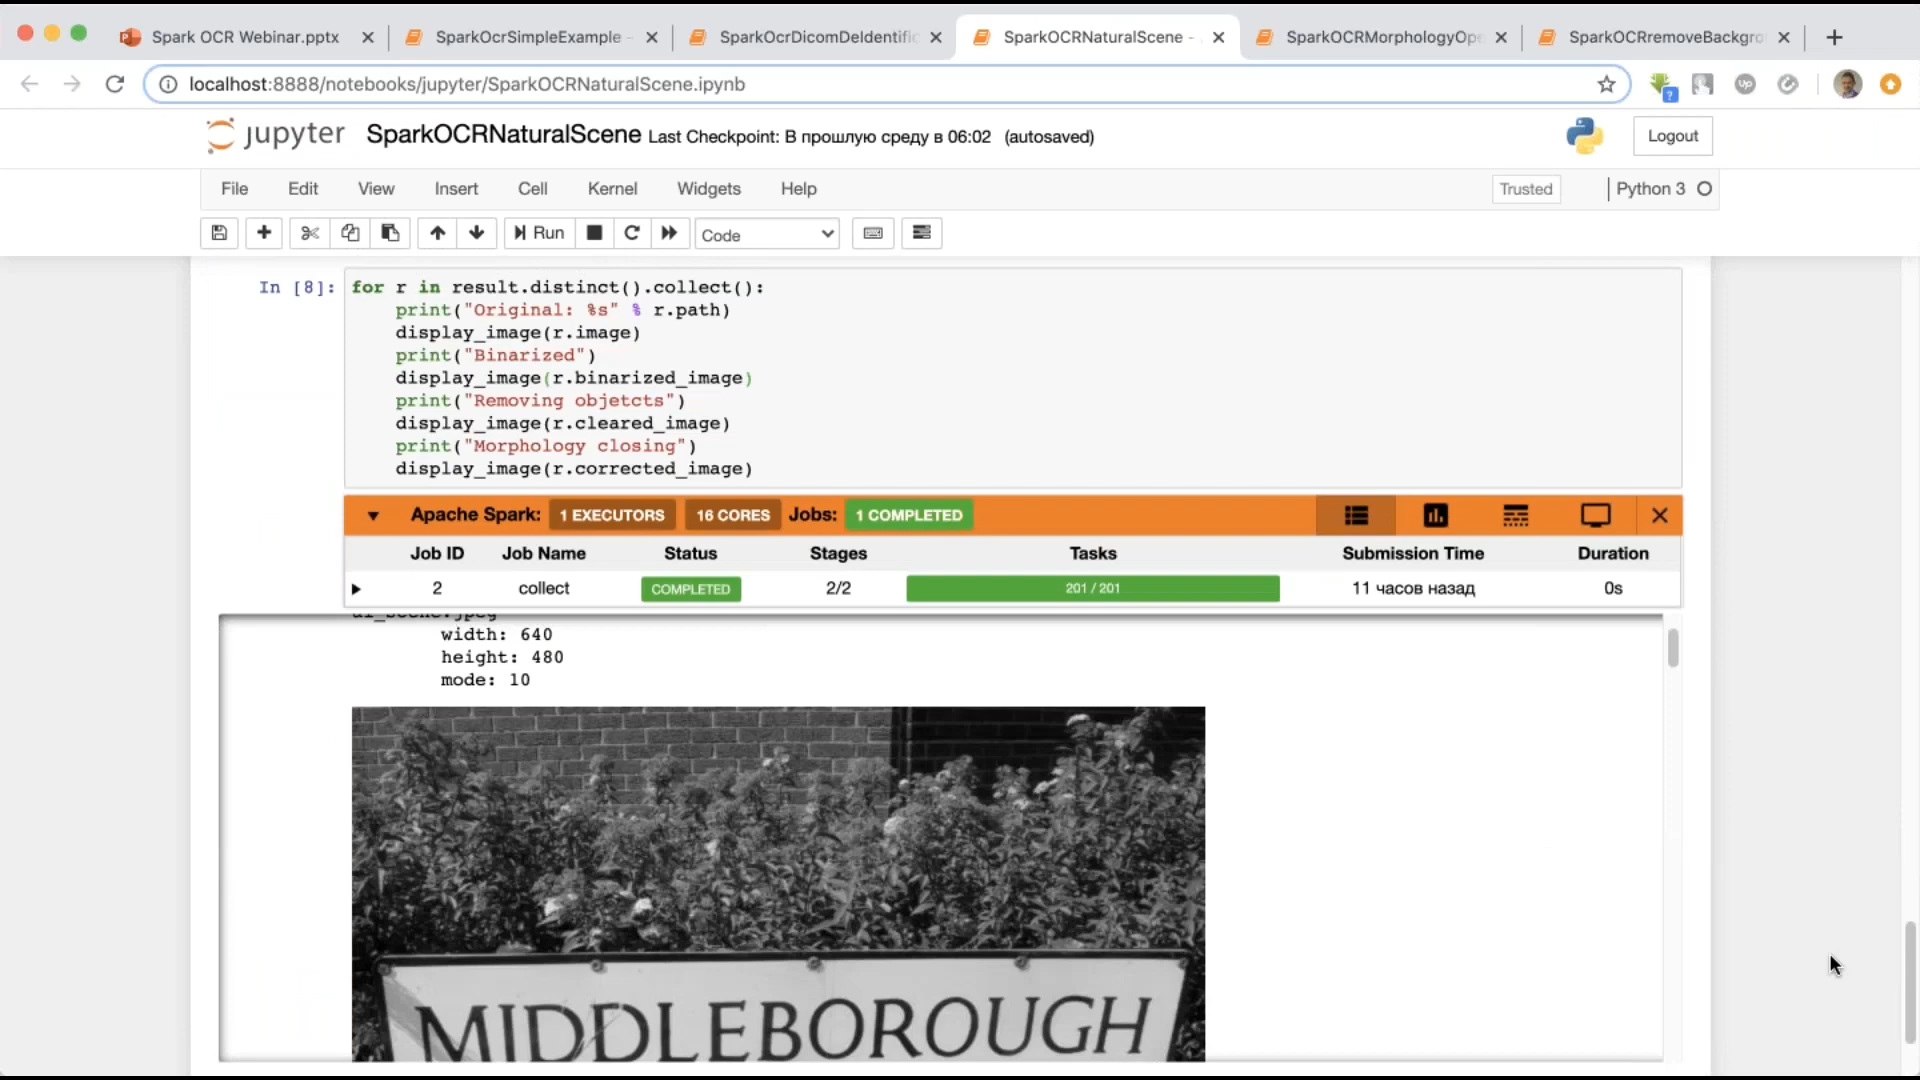 Spark OCR Webinar.pptx
SparkOcrSimpleExample -
SparkOcrDicomDeIdentific
SparkOCRNaturalScene -
SparkOCRMorphologyOpe
SparkOCRremoveBackgro
localhost:8888/notebooks/jupyter/SparkOCRNaturalScene.ipynb
Up
?
jupyter SparkOCRNaturalScene Last Checkpoint: В прошлую среду в 06:02 (autosaved)
Logout
File Edit View Insert Cell Kernel Widgets Help
Trusted
Python 3
Run
Code
In [8]: for r in result.distinct().collect():
print("Original: %s" % r.path)
display_image(r.image)
print("Binarized")
display_image(r.binarized_image)
print("Removing objetcts")
display_image(r.cleared_image)
print("Morphology closing")
display_image(r.corrected_image)
Apache Spark: 1 EXECUTORS 16 CORES Jobs: 1 COMPLETED
Job ID Job Name Status Stages Tasks Submission Time Duration
2 collect COMPLETED 2/2 201 / 201 11 часов назад 0s
width: 640
height: 480
mode: 10
MIDDLEBOROUGH